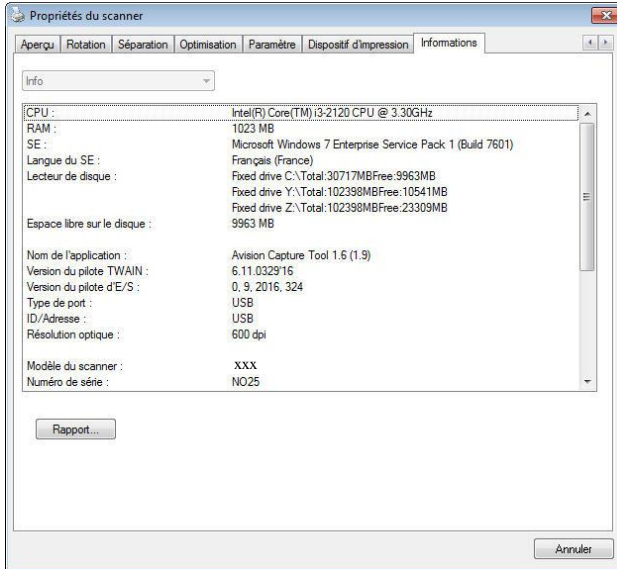 Propriétés du scanner
Aperçu Rotation Séparation Optimisation Paramètre Dispositif d'impression Informations
Info
CPU : Intel(R) Core(TM) i3-2120 CPU @ 3.30GHz
RAM : 1023 MB
SE : Microsoft Windows 7 Enterprise Service Pack 1 (Build 7601)
Langue du SE : Français (France)
Lecteur de disque : Fixed drive C:\Total:30717MBFree:9963MB
Fixed drive Y:\Total:102398MBFree:10541MB
Fixed drive Z:\Total:102398MBFree:23309MB
Espace libre sur le disque : 9963 MB
Nom de l'application : Avision Capture Tool 1.6 (1.9)
Version du pilote TWAIN : 6.11.0329'16
Version du pilote d'E/S : 0, 9, 2016, 324
Type de port : USB
ID/Adresse : USB
Résolution optique : 600 dpi
Modèle du scanner : XXX
Numéro de série : NO25
Rapport...
Annuler